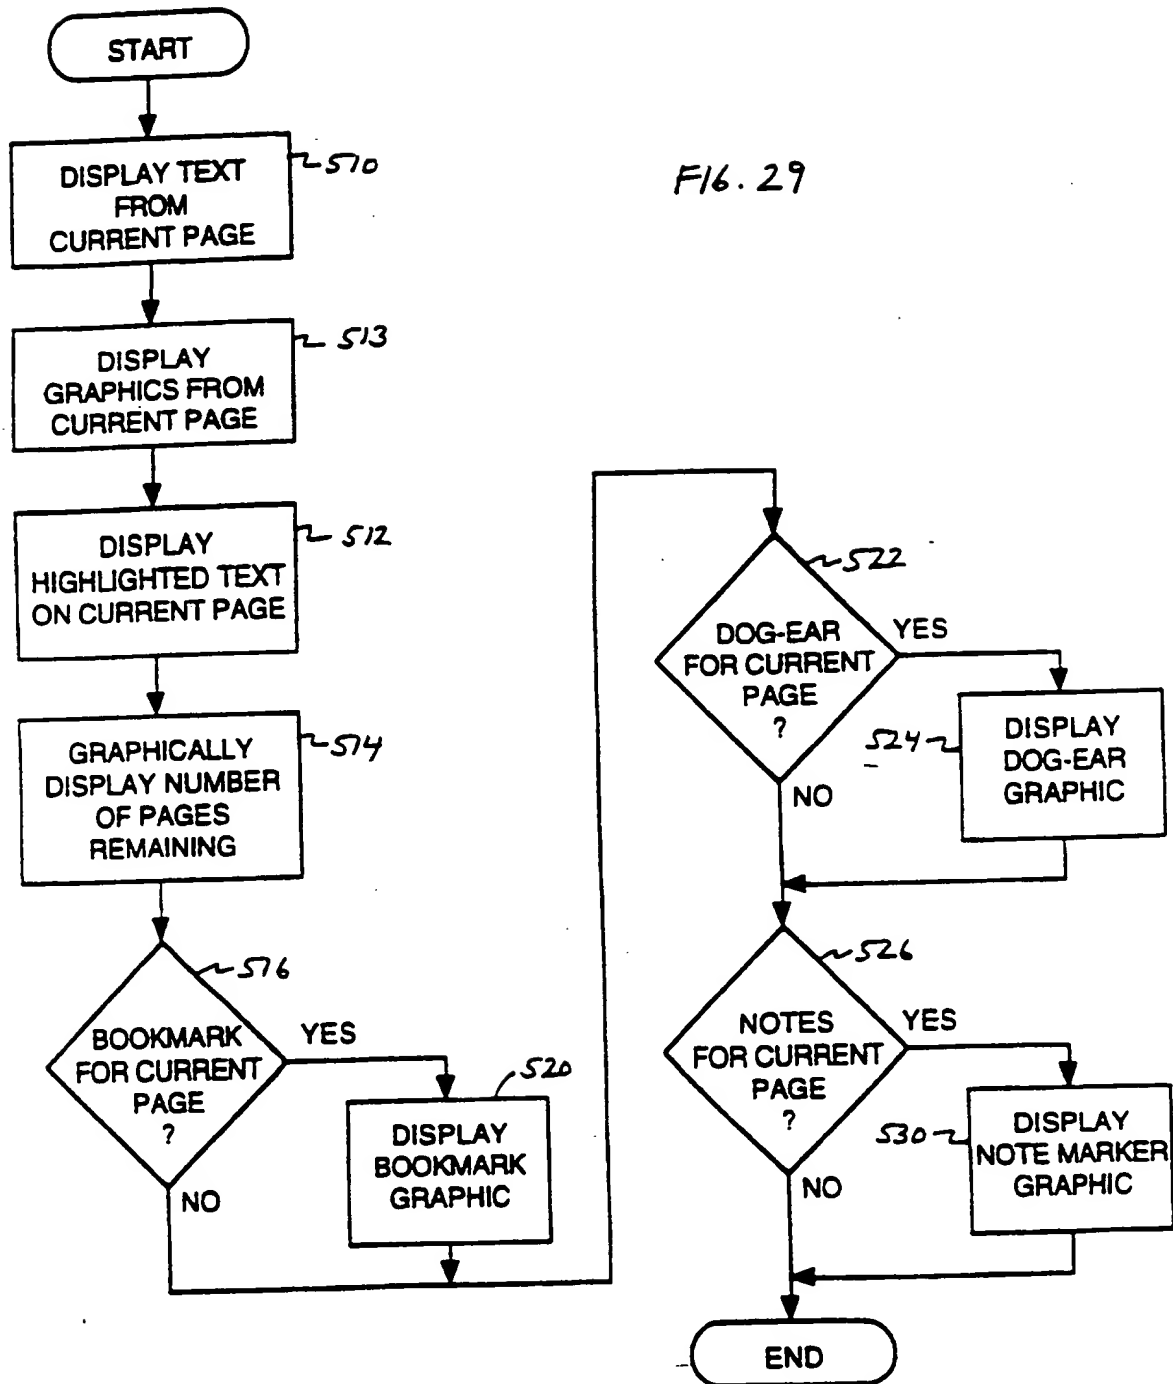 START
DISPLAY TEXT
FROM
CURRENT PAGE
510
FIG. 29
DISPLAY
GRAPHICS FROM
CURRENT PAGE
513
DISPLAY
HIGHLIGHTED TEXT
ON CURRENT PAGE
512
GRAPHICALLY
DISPLAY NUMBER
OF PAGES
REMAINING
514
BOOKMARK
FOR CURRENT
PAGE
?
516
YES
NO
DISPLAY
BOOKMARK
GRAPHIC
520
DOG-EAR
FOR CURRENT
PAGE
?
522
YES
NO
DISPLAY
DOG-EAR
GRAPHIC
524
NOTES
FOR CURRENT
PAGE
?
526
YES
NO
DISPLAY
NOTE MARKER
GRAPHIC
530
END